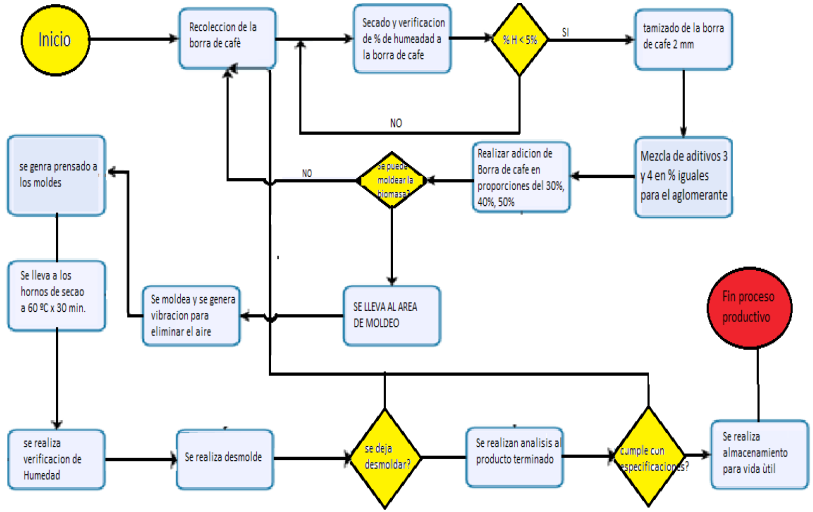 Inicio
Recoleccion de la
borra de cafè
Secado y verificacion
de % de humeadad a
la borra de cafe
% H < 5%
SI
tamizado de la borra
de cafe 2 mm
NO
Mezcla de aditivos 3
y 4 en % iguales
para el aglomerante
Realizar adicion de
Borra de cafe en
proporciones del 30%,
40%, 50%
se puede
moldear la
biomasa?
NO
SE LLEVA AL AREA
DE MOLDEO
Se moldea y se genera
vibracion para
eliminar el aire
se genra prensado a
los moldes
Se lleva a los
hornos de secao
a 60 ºC x 30 min.
se realiza
verificacion de
Humedad
Se realiza desmolde
se deja
desmoldar?
Se realizan analisis al
producto terminado
cumple cun
especificaciones?
Se realiza
almacenamiento
para vida útil
Fin proceso
productivo